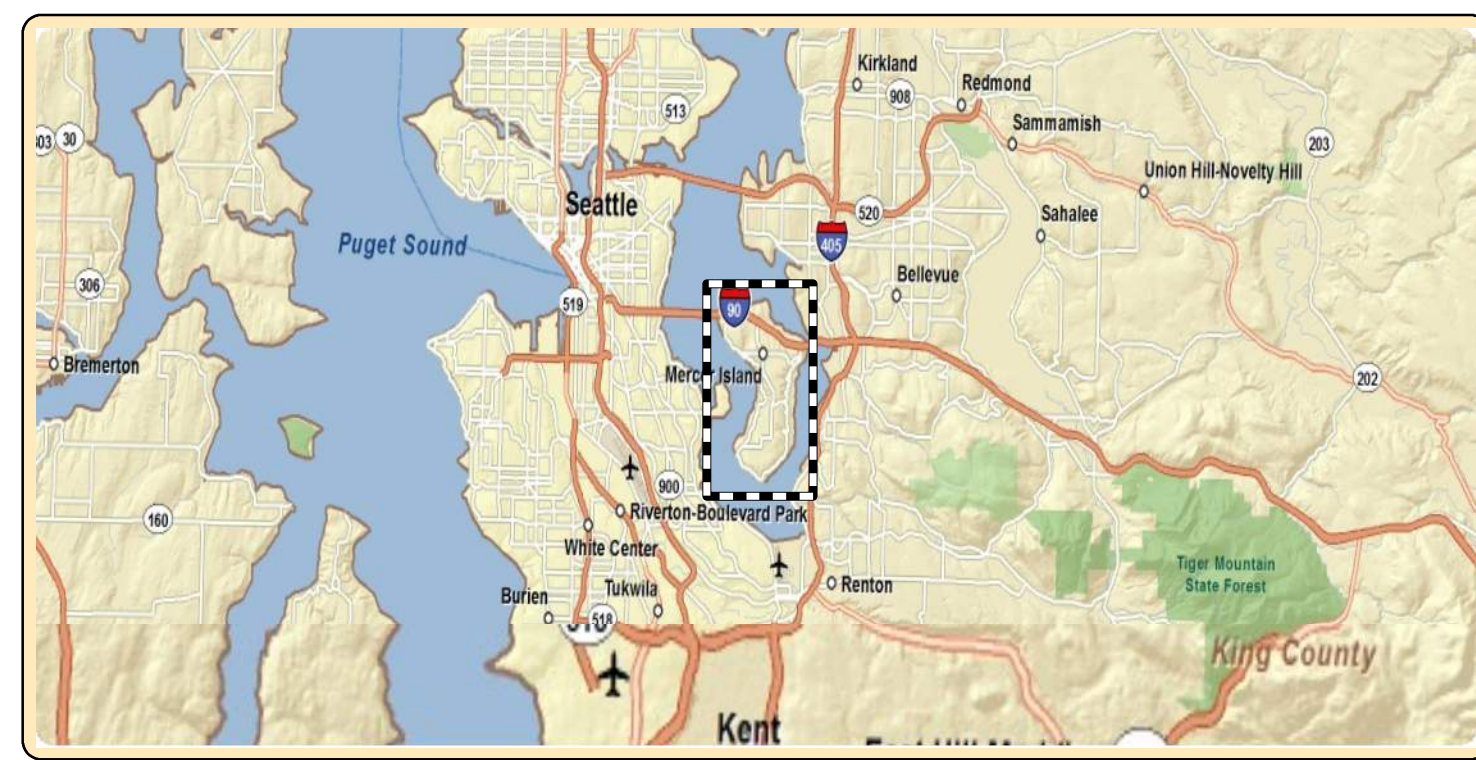 Kirkland
908
Redmond
513
Sammamish
303
30
203
Union Hill-Novelty Hill
Seattle
520
Sahalee
Puget Sound
405
Bellevue
306
519
90
Bremerton
Mercer Island
202
900
160
Riverton-Boulevard Park
White Center
Tiger Mountain
State Forest
Tukwila
Renton
Burien
518
King County
Kent